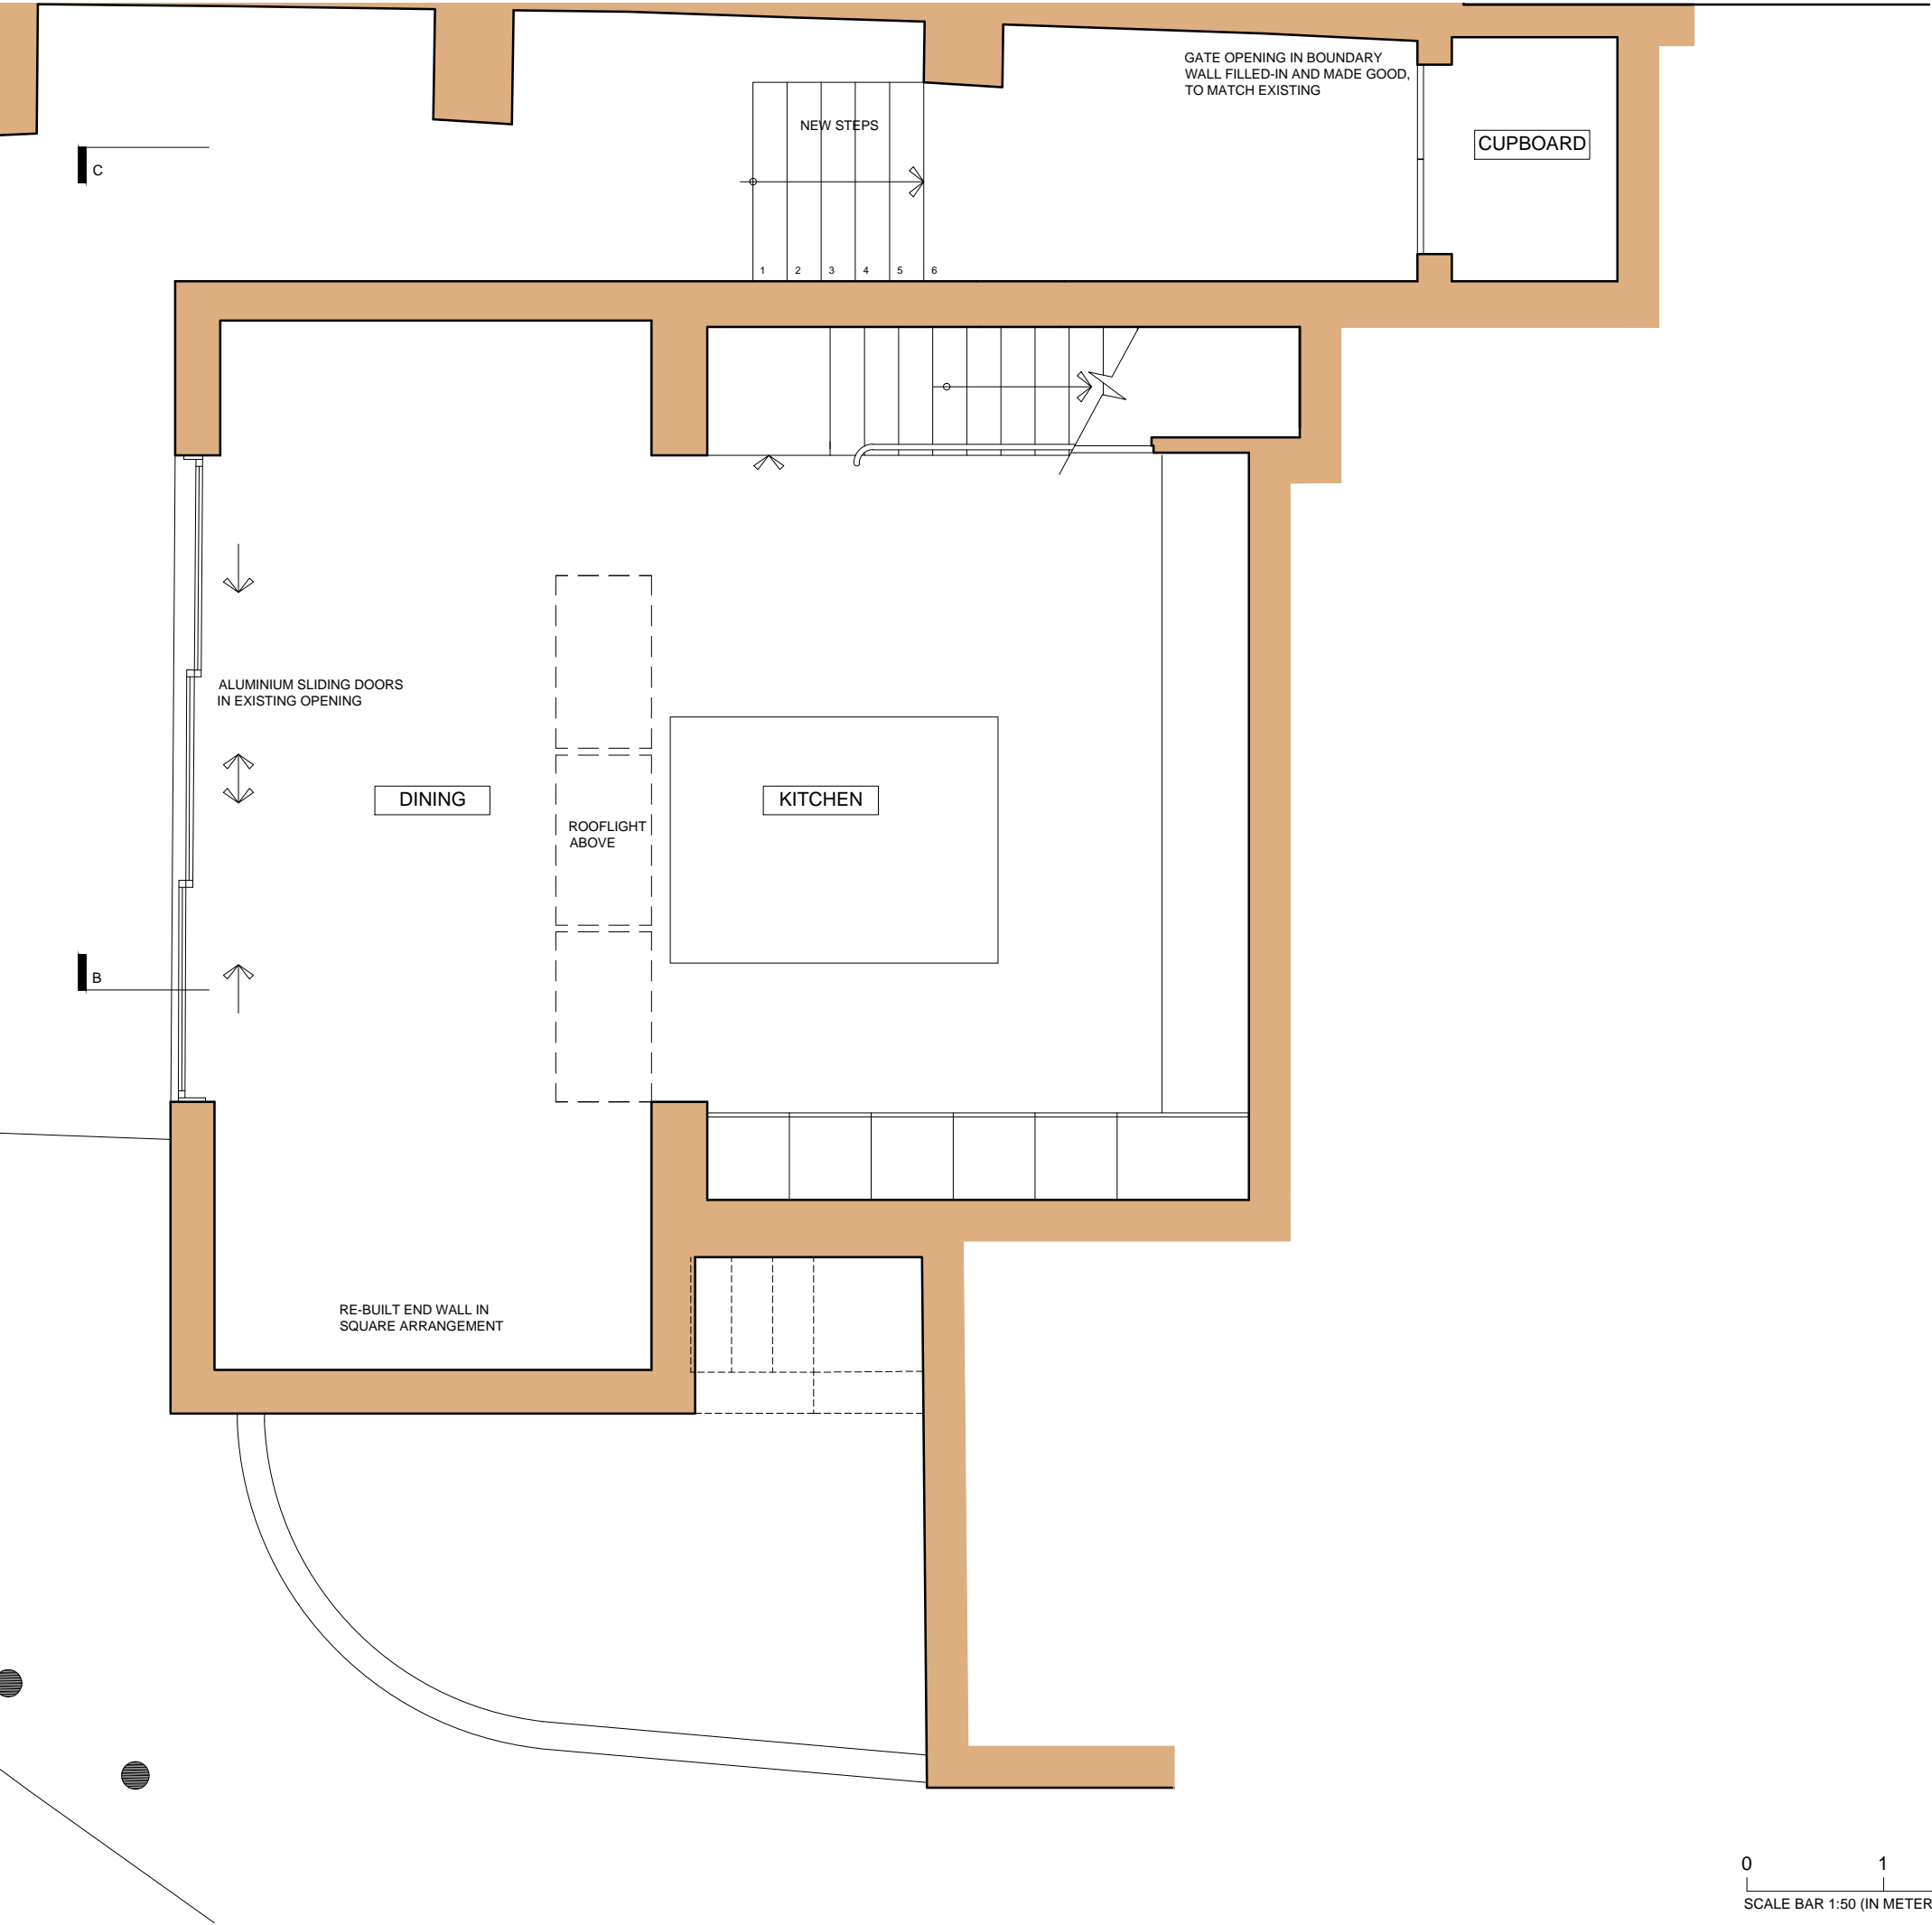 GATE OPENING IN BOUNDARY
WALL FILLED-IN AND MADE GOOD,
TO MATCH EXISTING
NEW STEPS
CUPBOARD
C
1 2 3 4 5 6
ALUMINIUM SLIDING DOORS
IN EXISTING OPENING
DINING
KITCHEN
ROOFLIGHT
ABOVE
B
RE-BUILT END WALL IN
SQUARE ARRANGEMENT
0 1
SCALE BAR 1:50 (IN METER